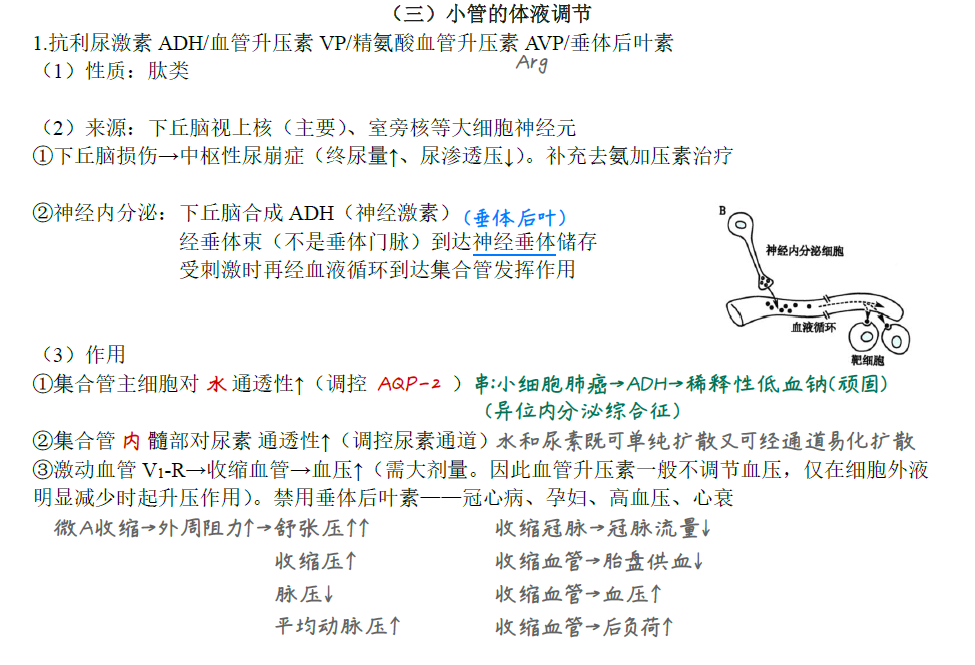 （三）小管的体液调节
1.抗利尿激素 ADH/血管升压素 VP/精氨酸血管升压素 AVP/垂体后叶素
Arg
（1）性质：肽类
（2）来源：下丘脑视上核（主要）、室旁核等大细胞神经元
①下丘脑损伤→中枢性尿崩症（终尿量↑、尿渗透压↓）。补充去氨加压素治疗
②神经内分泌：下丘脑合成 ADH（神经激素）(垂体后叶)
经垂体束（不是垂体门脉）到达神经垂体储存
受刺激时再经血液循环到达集合管发挥作用
B
神经内分泌细胞
血液循环
靶细胞
（3）作用
①集合管主细胞对 水 通透性↑（调控 AQP-2 ）串:小细胞肺癌→ADH→稀释性低血钠(顽固)
(异位内分泌综合征)
②集合管 内 髓部对尿素 通透性↑（调控尿素通道）水和尿素既可单纯扩散又可经通道易化扩散
③激动血管 V₁-R→收缩血管→血压↑（需大剂量。因此血管升压素一般不调节血压，仅在细胞外液
明显减少时起升压作用）。禁用垂体后叶素——冠心病、孕妇、高血压、心衰
微A收缩→外周阻力↑→舒张压↑↑
收缩压↑
脉压↓
平均动脉压↑
收缩冠脉→冠脉流量↓
收缩血管→胎盘供血↓
收缩血管→血压↑
收缩血管→后负荷↑